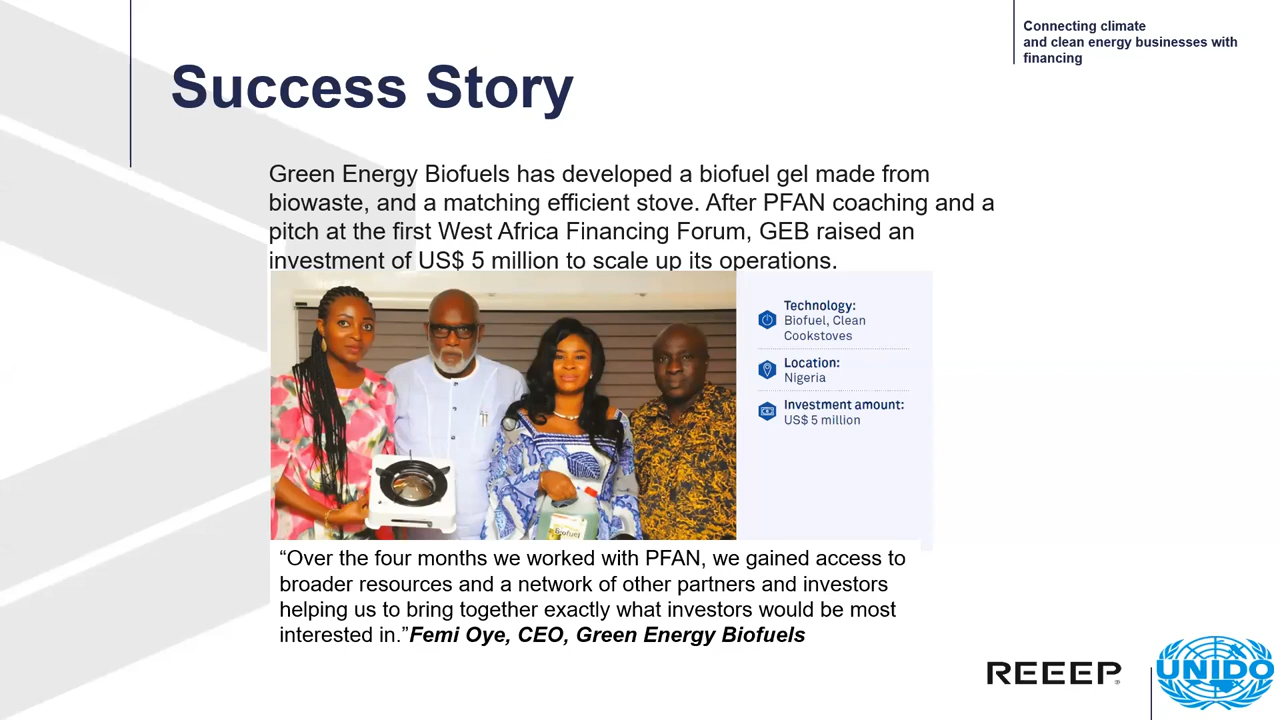 Connecting climate
and clean energy businesses with
financing
Success Story
Green Energy Biofuels has developed a biofuel gel made from
biowaste, and a matching efficient stove. After PFAN coaching and a
pitch at the first West Africa Financing Forum, GEB raised an
investment of US$ 5 million to scale up its operations.
Technology:
Biofuel, Clean
Cookstoves
Location:
Nigeria
Investment amount:
US$ 5 million
Biofuel
“Over the four months we worked with PFAN, we gained access to
broader resources and a network of other partners and investors
helping us to bring together exactly what investors would be most
interested in.”Femi Oye, CEO, Green Energy Biofuels
REEEP
UNIDO